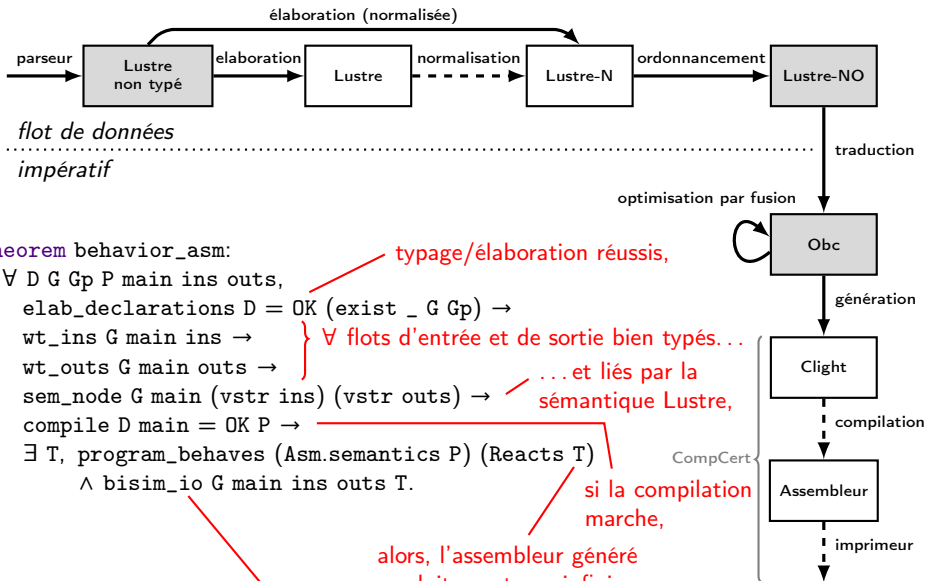 élaboration (normalisée)
parseur
Lustre
non typé
elaboration
Lustre
normalisation
Lustre-N
ordonnancement
Lustre-NO
flot de données
impératif
traduction
optimisation par fusion
Obc
génération
Clight
compilation
CompCert
Assembleur
imprimeur
eorem behavior_asm:
∀ D G Gp P main ins outs,
elab_declarations D = OK (exist _ G Gp) →
wt_ins G main ins →
wt_outs G main outs →
sem_node G main (vstr ins) (vstr outs) →
compile D main = OK P →
∃ T, program_behaves (Asm.semantics P) (Reacts T)
∧ bisim_io G main ins outs T.
typage/élaboration réussis,
∀ flots d'entrée et de sortie bien typés...
...et liés par la
sémantique Lustre,
si la compilation
marche,
alors, l'assembleur généré